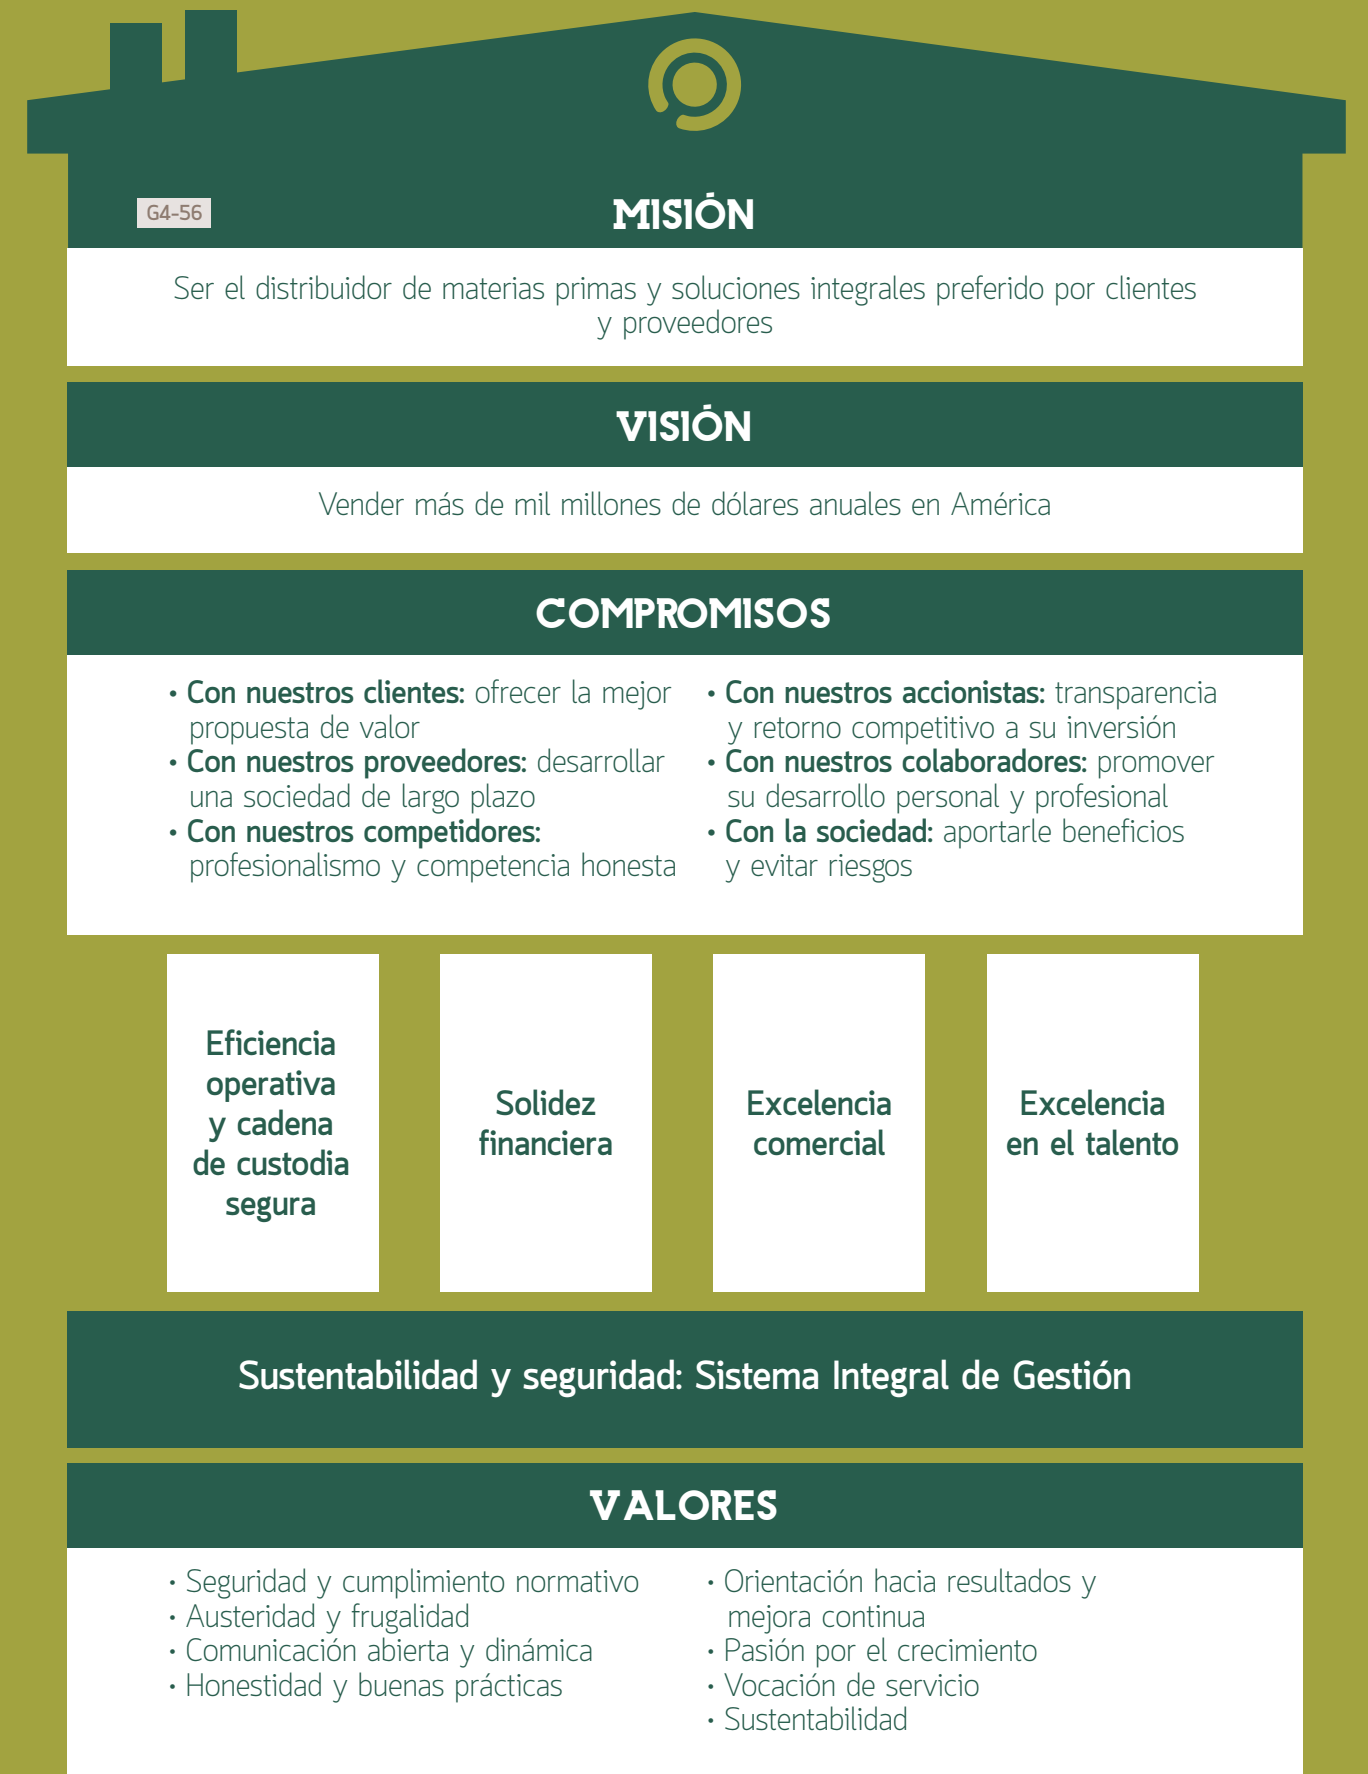 G4-56
MISIÓN
Ser el distribuidor de materias primas y soluciones integrales preferido por clientes
y proveedores
VISIÓN
Vender más de mil millones de dólares anuales en América
COMPROMISOS
• Con nuestros clientes: ofrecer la mejor
propuesta de valor
• Con nuestros proveedores: desarrollar
una sociedad de largo plazo
• Con nuestros competidores:
profesionalismo y competencia honesta
• Con nuestros accionistas: transparencia
y retorno competitivo a su inversión
• Con nuestros colaboradores: promover
su desarrollo personal y profesional
• Con la sociedad: aportarle beneficios
y evitar riesgos
Eficiencia
operativa
y cadena
de custodia
segura
Solidez
financiera
Excelencia
comercial
Excelencia
en el talento
Sustentabilidad y seguridad: Sistema Integral de Gestión
VALORES
• Seguridad y cumplimiento normativo
• Austeridad y frugalidad
• Comunicación abierta y dinámica
• Honestidad y buenas prácticas
• Orientación hacia resultados y
mejora continua
• Pasión por el crecimiento
• Vocación de servicio
• Sustentabilidad